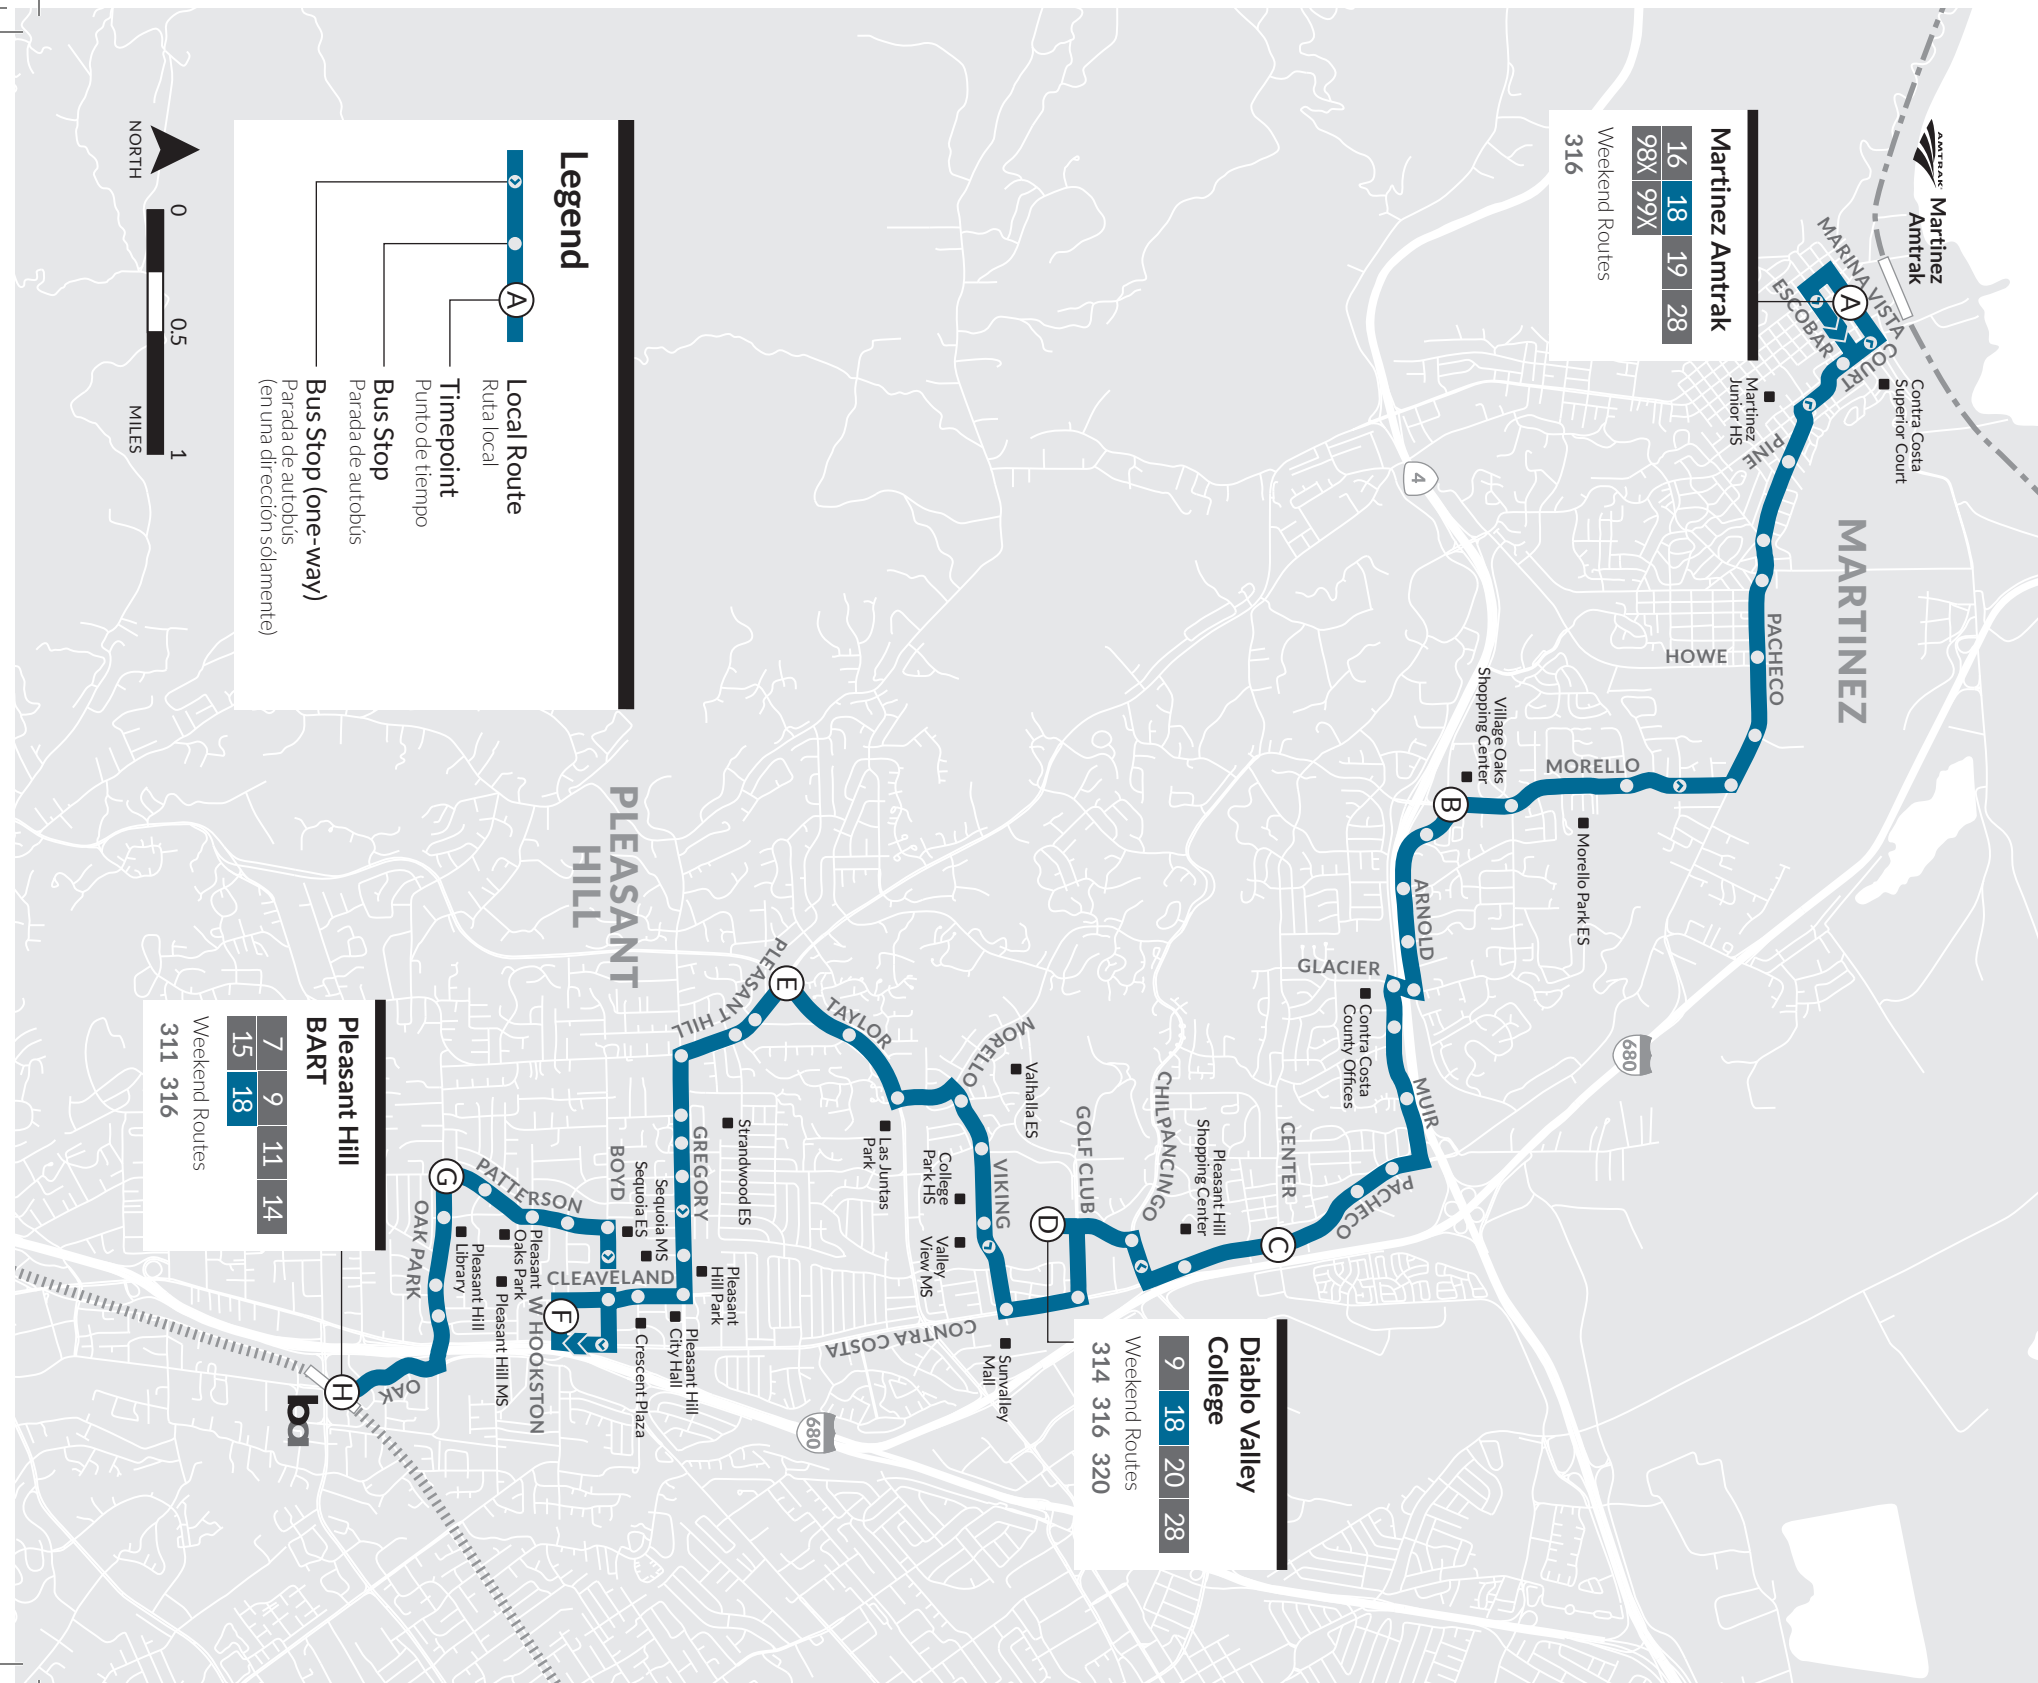 AMTRAK
Martinez
Amtrak
MARINA VISTA
ESCOBAR
COURT
Contra Costa
Superior Court
Martinez
Junior HS
PINE
MARTINEZ
PACHECO
HOWE
Martinez Amtrak
16 18 19 28
98X 99X
Weekend Routes
316
A
4
Village Oaks
Shopping Center
MORELLO
Morello Park ES
B
ARNOLD
GLACIER
Contra Costa
County Offices
MUIR
680
PACHECO
CENTER
C
Pleasant Hill
Shopping Center
CHILPANCINGO
GOLF CLUB
D
Diablo Valley
College
9 18 20 28
Weekend Routes
314 316 320
Valhalla ES
MORELLO
VIKING
College
Park HS
Valley
View MS
Sunvalley
Mall
CONTRA COSTA
Las Juntas
Park
TAYLOR
E
PLEASANT HILL
PLEASANT
HILL
Strandwood ES
GREGORY
Pleasant
Hill Park
Pleasant Hill
City Hall
Sequoia MS
Sequoia ES
BOYD
CLEAVELAND
Crescent Plaza
F
W HOOKSTON
680
PATTERSON
Pleasant
Oaks Park
Pleasant Hill MS
G
Pleasant Hill
Library
OAK PARK
OAK
H
ba
Pleasant Hill
BART
7 9 11 14
15 18
Weekend Routes
311 316
Legend
A
Local Route
Ruta local
Timepoint
Punto de tiempo
Bus Stop
Parada de autobús
Bus Stop (one-way)
Parada de autobús
(en una dirección sólamente)
NORTH
0 0.5 1
MILES